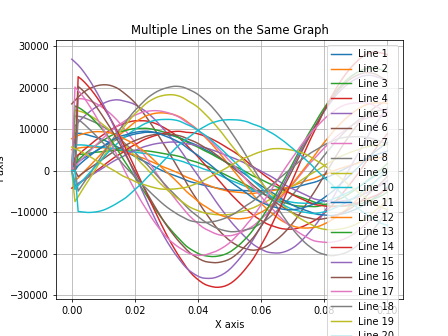 Multiple Lines on the Same Graph
30000
20000
10000
0
-10000
-20000
-30000
0.00
0.02
0.04
0.06
0.08
X axis
axis
Line 1
Line 2
Line 3
Line 4
Line 5
Line 6
Line 7
Line 8
Line 9
Line 10
Line 11
Line 12
Line 13
Line 14
Line 15
Line 16
Line 17
Line 18
Line 19
Line 20